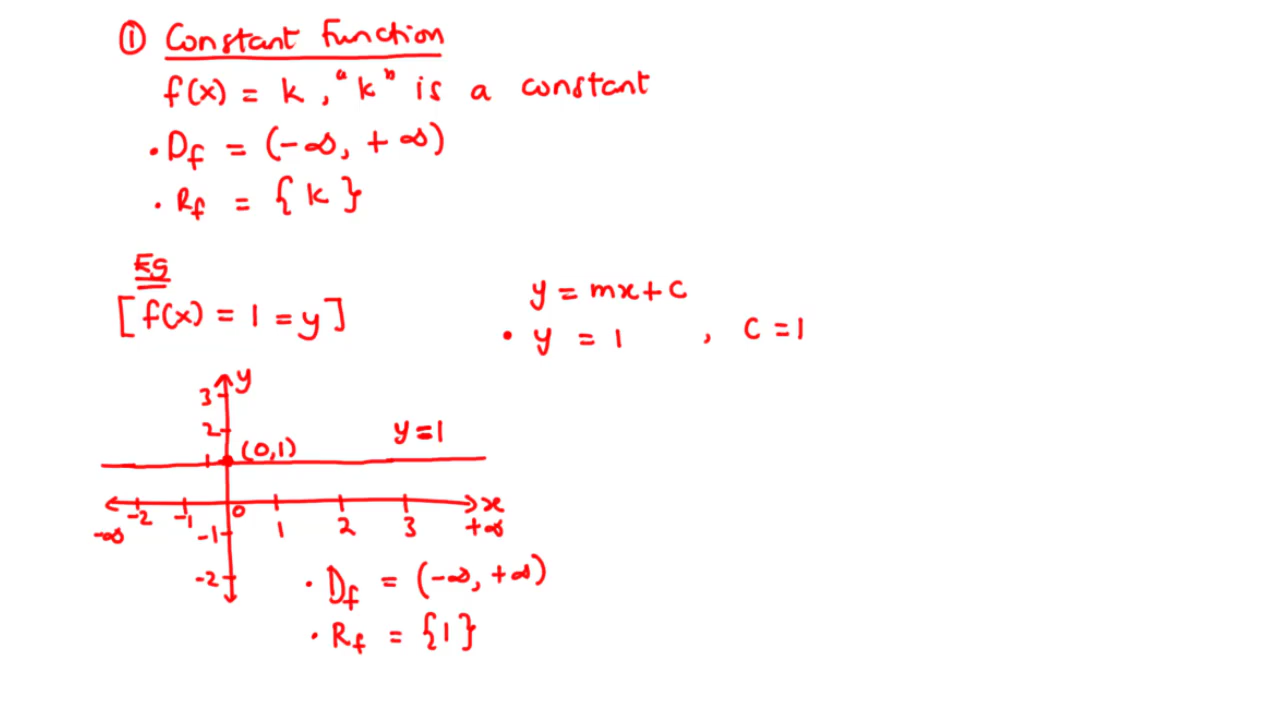 ① Constant Function
f(x) = k, "k" is a constant
• Df = (-∞, +∞)
• Rf = {k}
Eg
[f(x) = 1 = y]
y = mx + c
• y = 1 , c = 1
y
3
2
1
(0,1)
y = 1
x
-∞ -2 -1 0 1 2 3 +∞
-1
-2
• Df = (-∞, +∞)
• Rf = {1}